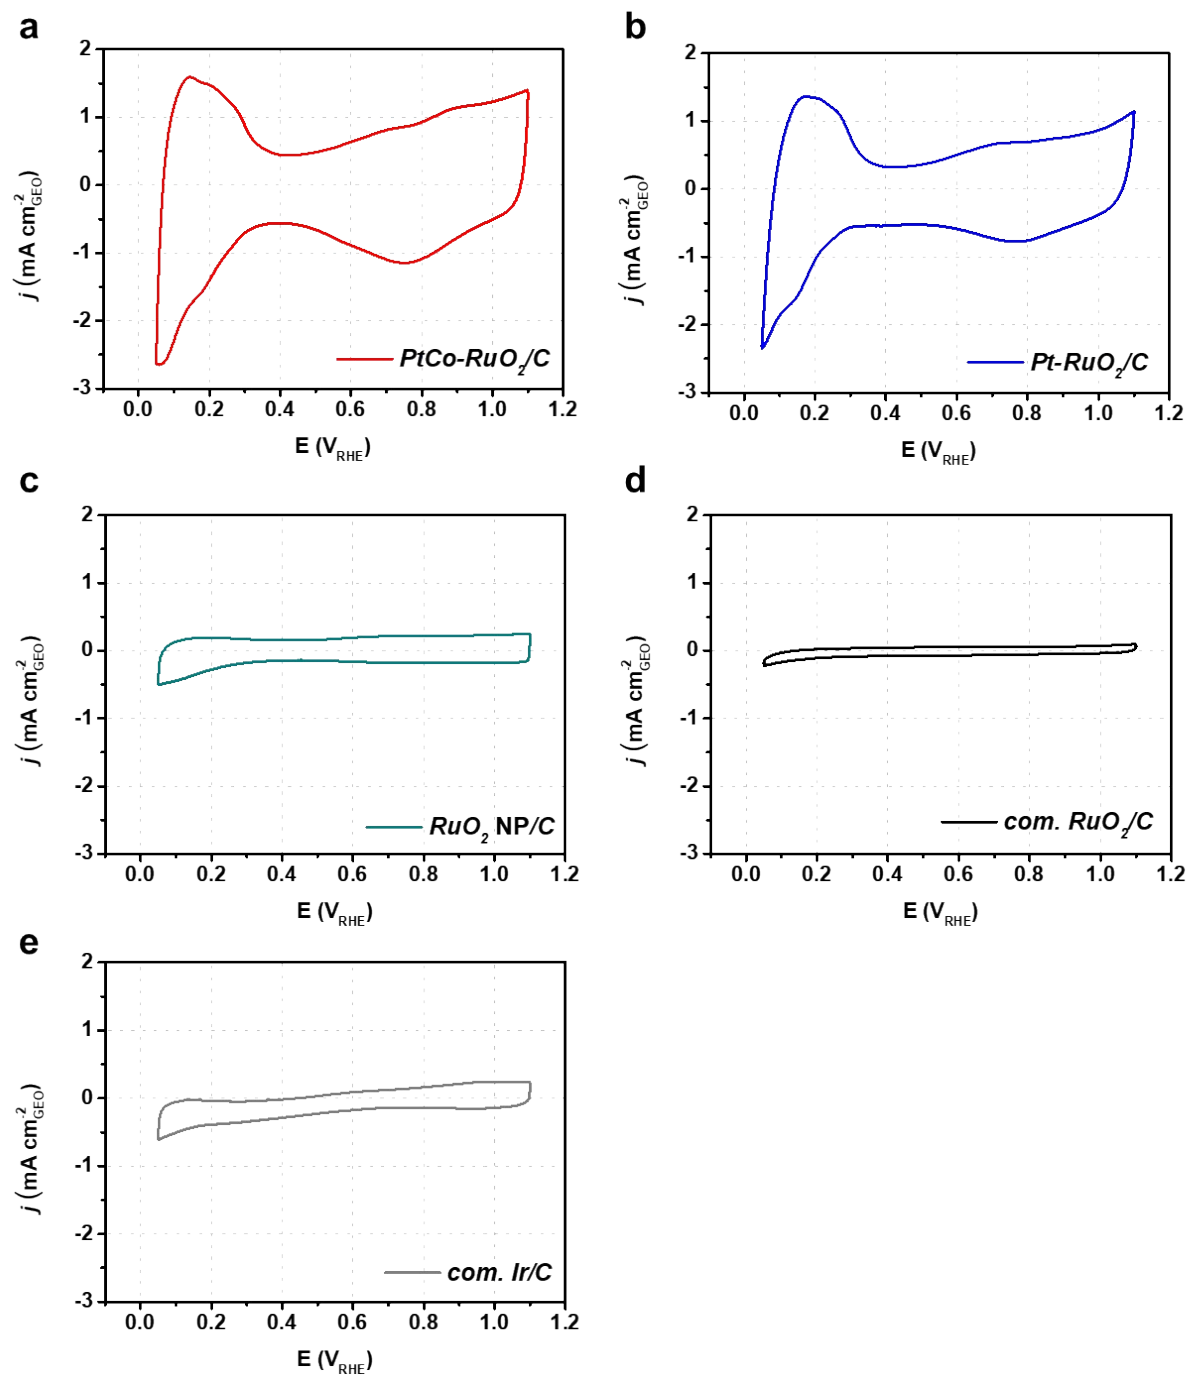 a
2
1
0
-1
-2
-3
j (mA cm-2GEO)
PtCo-RuO2/C
0.0 0.2 0.4 0.6 0.8 1.0 1.2
E (VRHE)
b
2
1
0
-1
-2
-3
j (mA cm-2GEO)
Pt-RuO2/C
0.0 0.2 0.4 0.6 0.8 1.0 1.2
E (VRHE)
c
2
1
0
-1
-2
-3
j (mA cm-2GEO)
RuO2 NP/C
0.0 0.2 0.4 0.6 0.8 1.0 1.2
E (VRHE)
d
2
1
0
-1
-2
-3
j (mA cm-2GEO)
com. RuO2/C
0.0 0.2 0.4 0.6 0.8 1.0 1.2
E (VRHE)
e
2
1
0
-1
-2
-3
j (mA cm-2GEO)
com. Ir/C
0.0 0.2 0.4 0.6 0.8 1.0 1.2
E (VRHE)